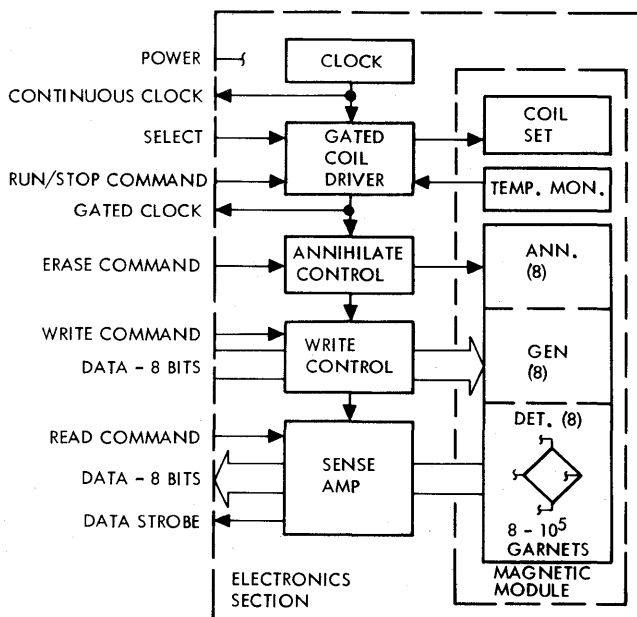 POWER
CLOCK
CONTINUOUS CLOCK
COIL
SET
SELECT
GATED
COIL
DRIVER
RUN/STOP COMMAND
TEMP. MON.
GATED CLOCK
ERASE COMMAND
ANNIHILATE
CONTROL
ANN.
(8)
WRITE COMMAND
DATA - 8 BITS
WRITE
CONTROL
GEN
(8)
READ COMMAND
DATA - 8 BITS
DATA STROBE
SENSE
AMP
DET. (8)
8 - 10⁵
GARNETS
MAGNETIC
MODULE
ELECTRONICS
SECTION